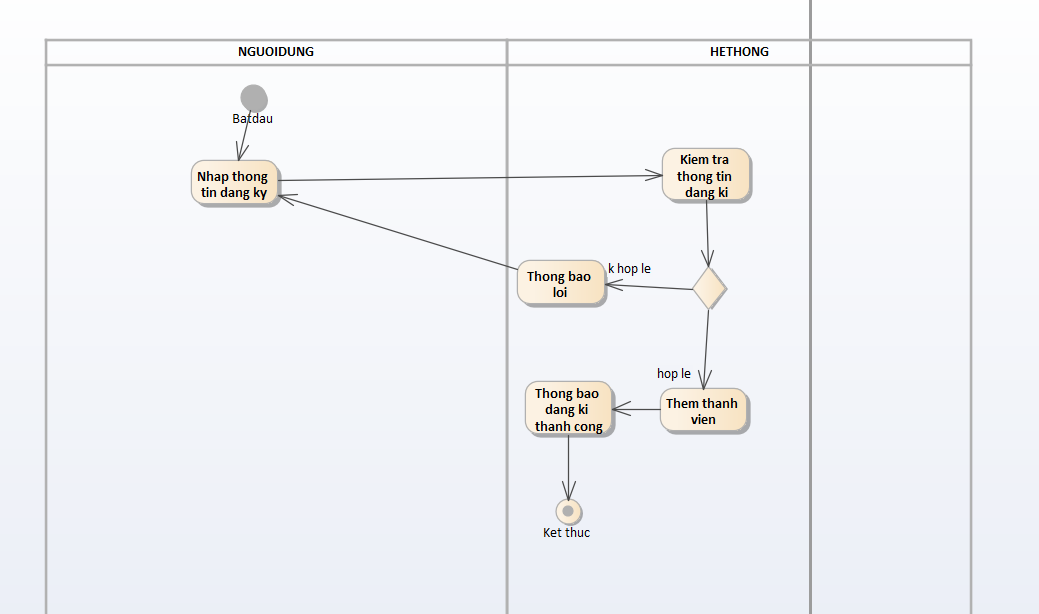 NGUOIDUNG
HETHONG
Batdau
Nhap thong
tin dang ky
Kiem tra
thong tin
dang ki
k hop le
Thong bao
loi
hop le
Thong bao
dang ki
thanh cong
Them thanh
vien
Ket thuc